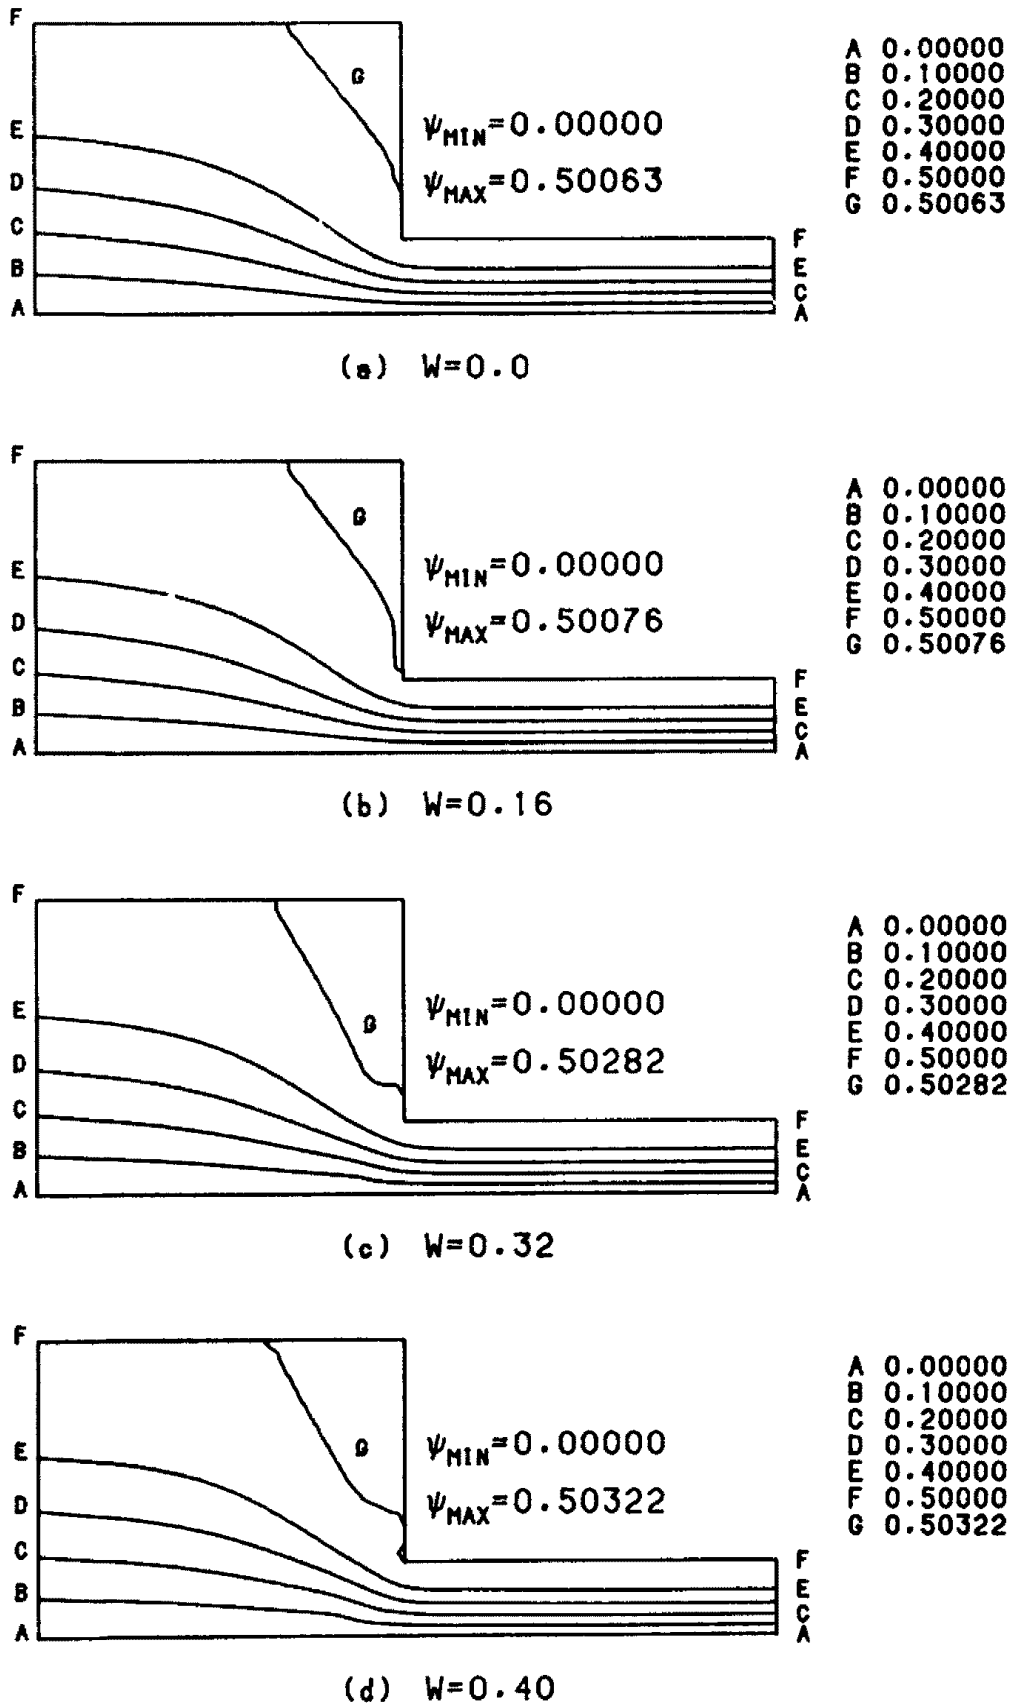 F
G
E
D
C
B
A
ψMIN=0.00000
ψMAX=0.50063
F
E
C
A
A 0.00000
B 0.10000
C 0.20000
D 0.30000
E 0.40000
F 0.50000
G 0.50063
(a) W=0.0
F
G
E
D
C
B
A
ψMIN=0.00000
ψMAX=0.50076
F
E
C
A
A 0.00000
B 0.10000
C 0.20000
D 0.30000
E 0.40000
F 0.50000
G 0.50076
(b) W=0.16
F
G
E
D
C
B
A
ψMIN=0.00000
ψMAX=0.50282
F
E
C
A
A 0.00000
B 0.10000
C 0.20000
D 0.30000
E 0.40000
F 0.50000
G 0.50282
(c) W=0.32
F
G
E
D
C
B
A
ψMIN=0.00000
ψMAX=0.50322
F
E
C
A
A 0.00000
B 0.10000
C 0.20000
D 0.30000
E 0.40000
F 0.50000
G 0.50322
(d) W=0.40